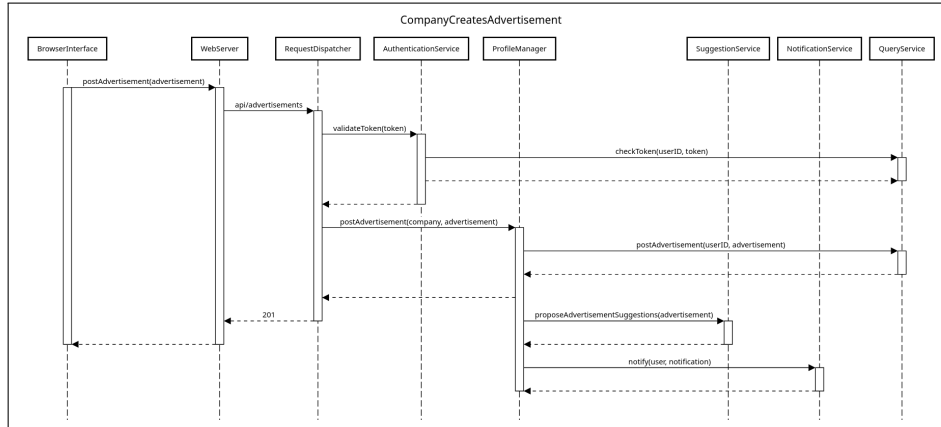 CompanyCreatesAdvertisement
BrowserInterface
WebServer
RequestDispatcher
AuthenticationService
ProfileManager
SuggestionService
NotificationService
QueryService
postAdvertisement(advertisement)
api/advertisements
validateToken(token)
checkToken(userID, token)
postAdvertisement(company, advertisement)
postAdvertisement(userID, advertisement)
201
proposeAdvertisementSuggestions(advertisement)
notify(user, notification)